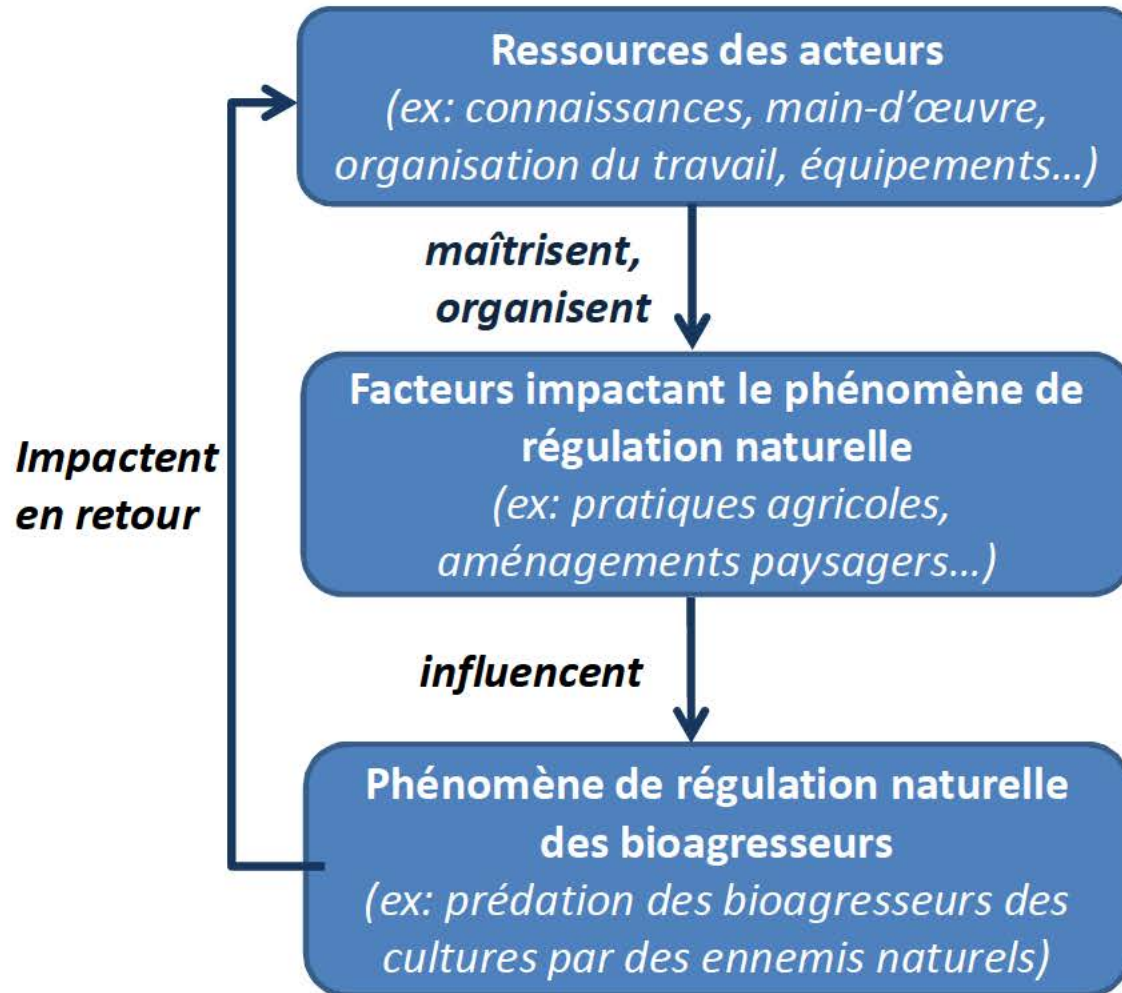 Ressources des acteurs
(ex: connaissances, main-d’œuvre,
organisation du travail, équipements…)
maîtrisent,
organisent
Facteurs impactant le phénomène de
régulation naturelle
(ex: pratiques agricoles,
aménagements paysagers…)
Impactent
en retour
influencent
Phénomène de régulation naturelle
des bioagresseurs
(ex: prédation des bioagresseurs des
cultures par des ennemis naturels)